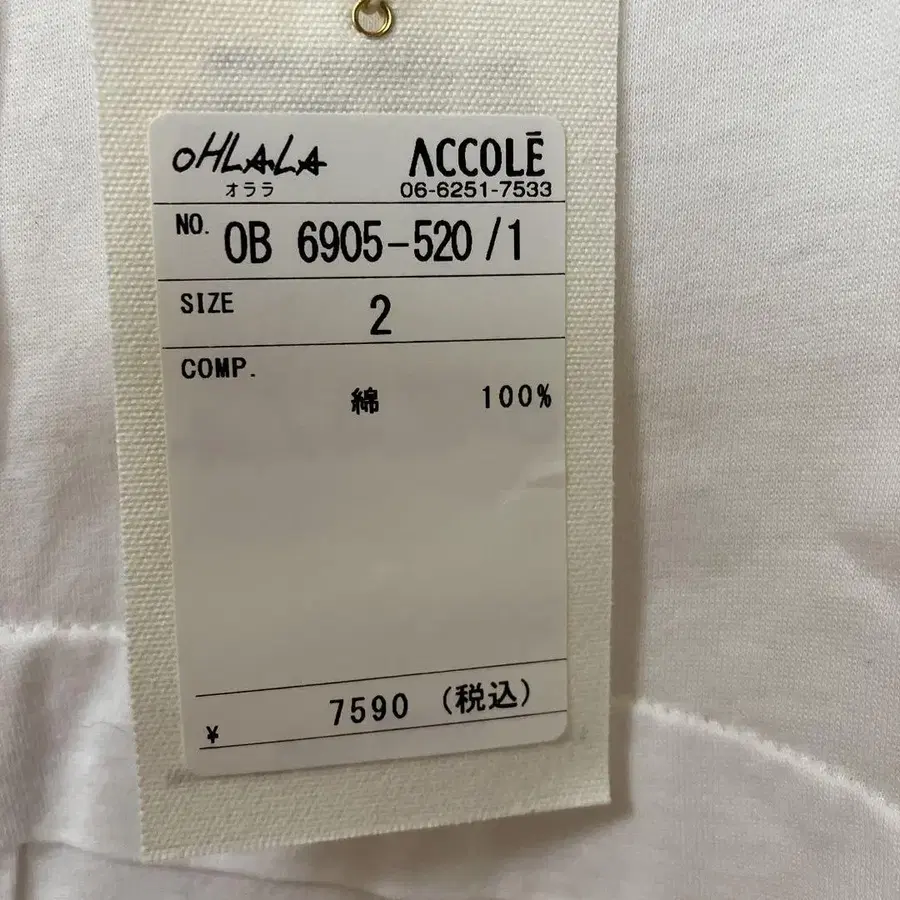 oHLaLa ACCOLĒ
オララ 06-6251-7533
NO. OB 6905-520/1
SIZE 2
COMP.
綿 100%
¥ 7590 (税込)